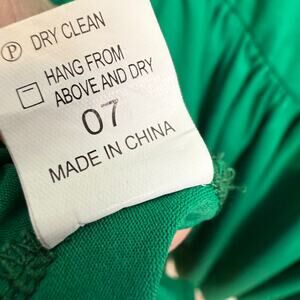 Ⓟ DRY CLEAN
HANG FROM
ABOVE AND DRY
07
MADE IN CHINA